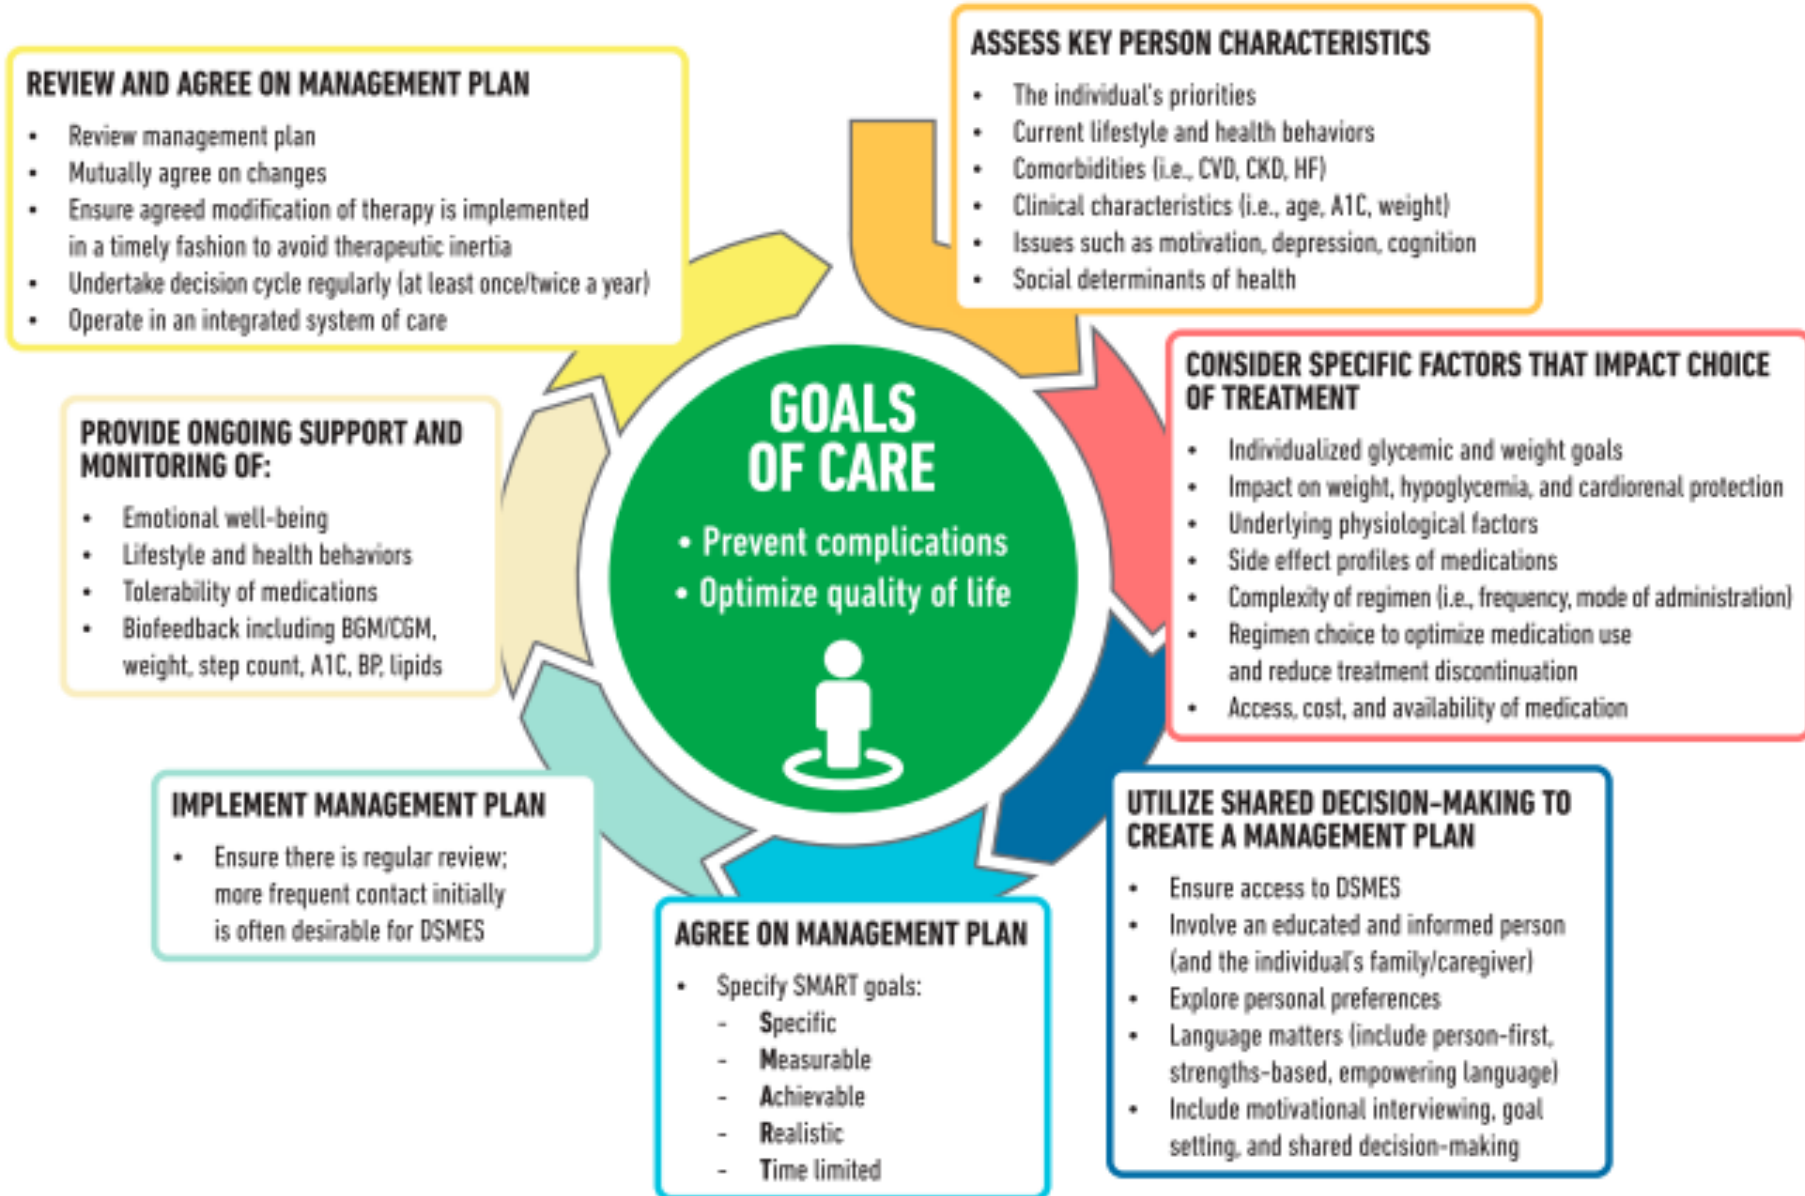 GOALS
OF CARE
• Prevent complications
• Optimize quality of life
ASSESS KEY PERSON CHARACTERISTICS
• The individual's priorities
• Current lifestyle and health behaviors
• Comorbidities (i.e., CVD, CKD, HF)
• Clinical characteristics (i.e., age, A1C, weight)
• Issues such as motivation, depression, cognition
• Social determinants of health
CONSIDER SPECIFIC FACTORS THAT IMPACT CHOICE
OF TREATMENT
• Individualized glycemic and weight goals
• Impact on weight, hypoglycemia, and cardiorenal protection
• Underlying physiological factors
• Side effect profiles of medications
• Complexity of regimen (i.e., frequency, mode of administration)
• Regimen choice to optimize medication use
and reduce treatment discontinuation
• Access, cost, and availability of medication
UTILIZE SHARED DECISION-MAKING TO
CREATE A MANAGEMENT PLAN
• Ensure access to DSMES
• Involve an educated and informed person
(and the individual's family/caregiver)
• Explore personal preferences
• Language matters (include person-first,
strengths-based, empowering language)
• Include motivational interviewing, goal
setting, and shared decision-making
AGREE ON MANAGEMENT PLAN
• Specify SMART goals:
- Specific
- Measurable
- Achievable
- Realistic
- Time limited
IMPLEMENT MANAGEMENT PLAN
• Ensure there is regular review;
more frequent contact initially
is often desirable for DSMES
PROVIDE ONGOING SUPPORT AND
MONITORING OF:
• Emotional well-being
• Lifestyle and health behaviors
• Tolerability of medications
• Biofeedback including BGM/CGM,
weight, step count, A1C, BP, lipids
REVIEW AND AGREE ON MANAGEMENT PLAN
• Review management plan
• Mutually agree on changes
• Ensure agreed modification of therapy is implemented
in a timely fashion to avoid therapeutic inertia
• Undertake decision cycle regularly (at least once/twice a year)
• Operate in an integrated system of care